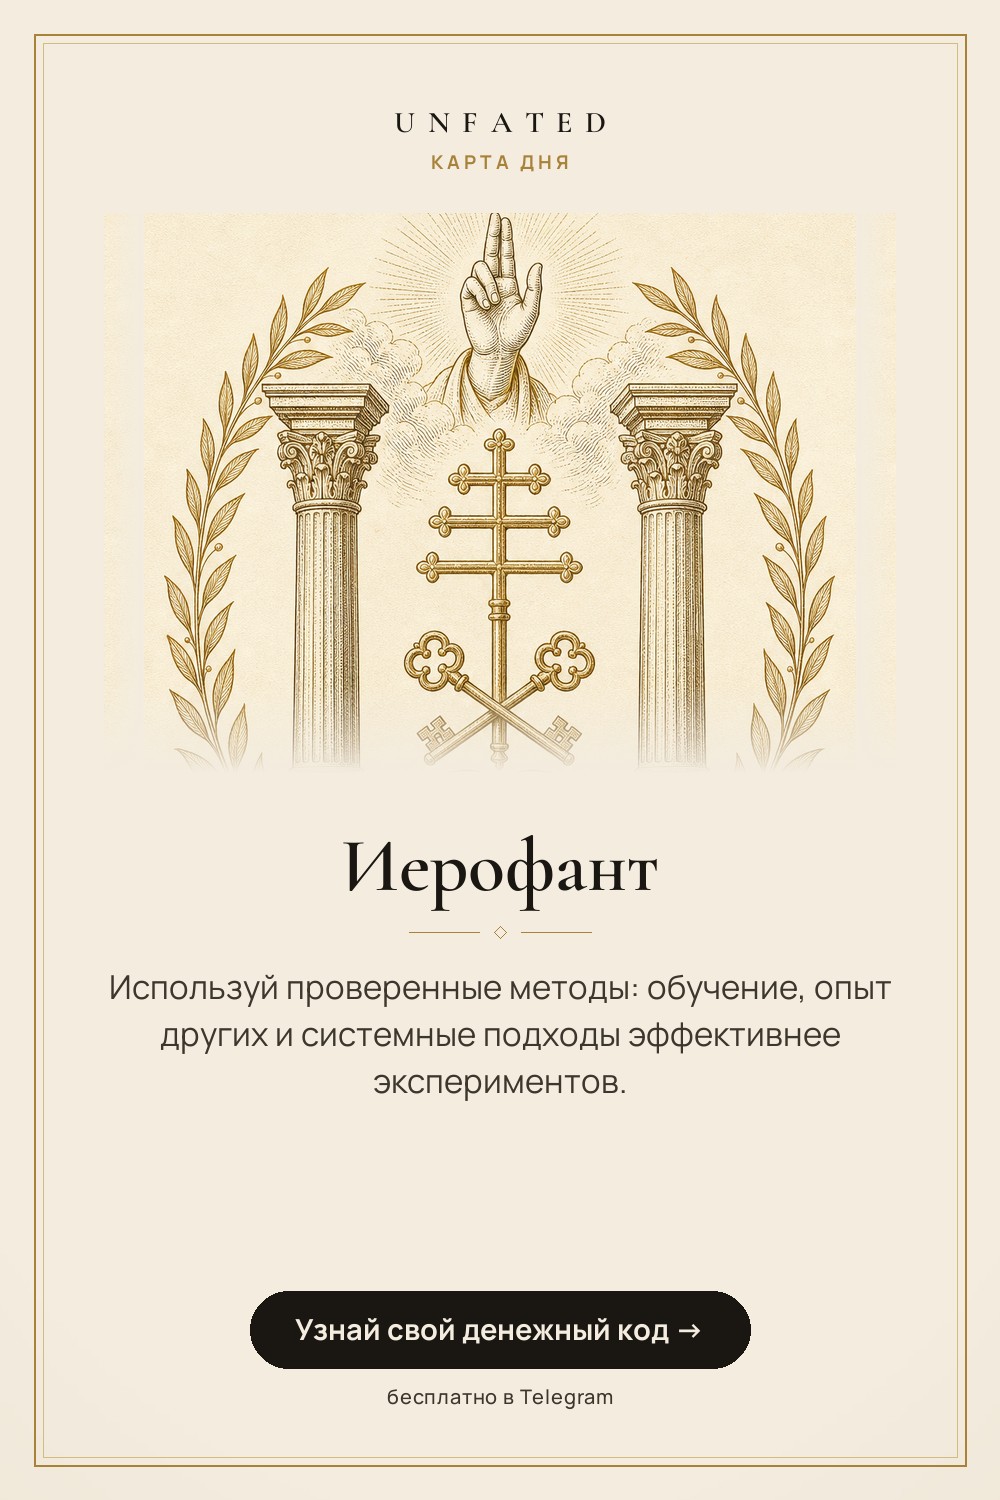 UNFATED
КАРТА ДНЯ
Иерофант
Используй проверенные методы: обучение, опыт
других и системные подходы эффективнее
экспериментов.
Узнай свой денежный код →
бесплатно в Telegram